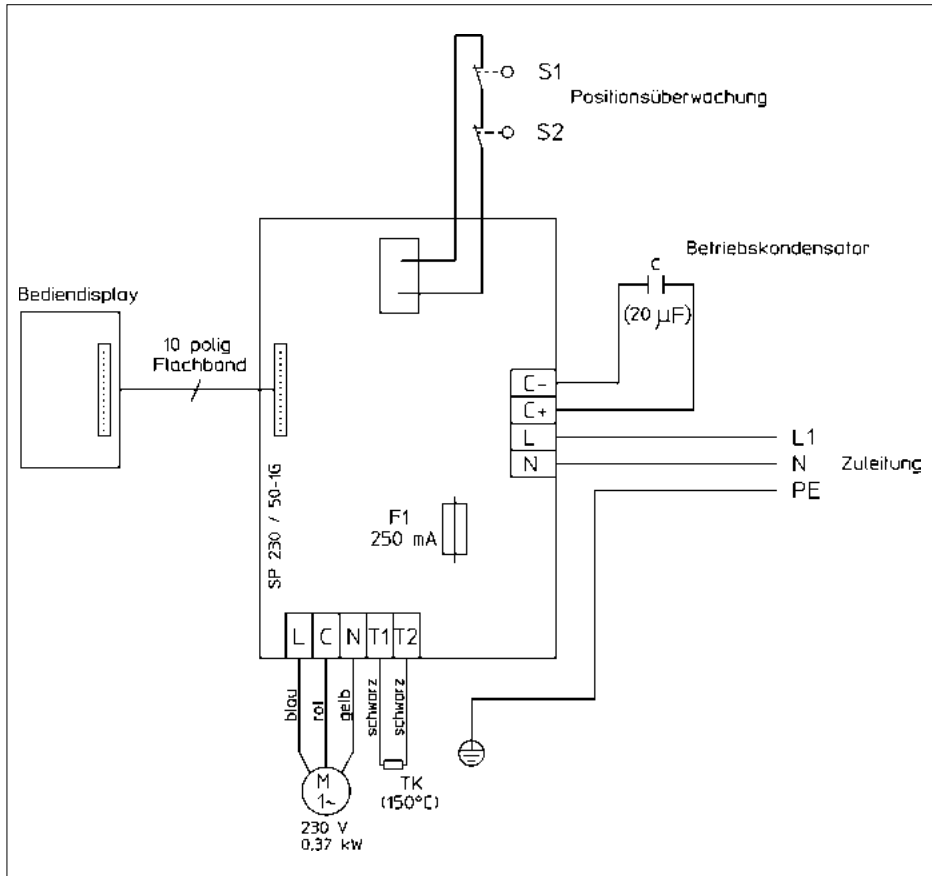 S1
Positionsüberwachung
S2
Betriebskondensator
C
(20 µF)
Bediendisplay
10 polig
Flachband
C-
C+
L
N
L1
N
Zuleitung
PE
F1
250 mA
SP 230 / 50-1G
L
C
N
T1
T2
blau
rot
gelb
schwarz
schwarz
M
1~
TK
(150°C)
230 V
0,37 kW